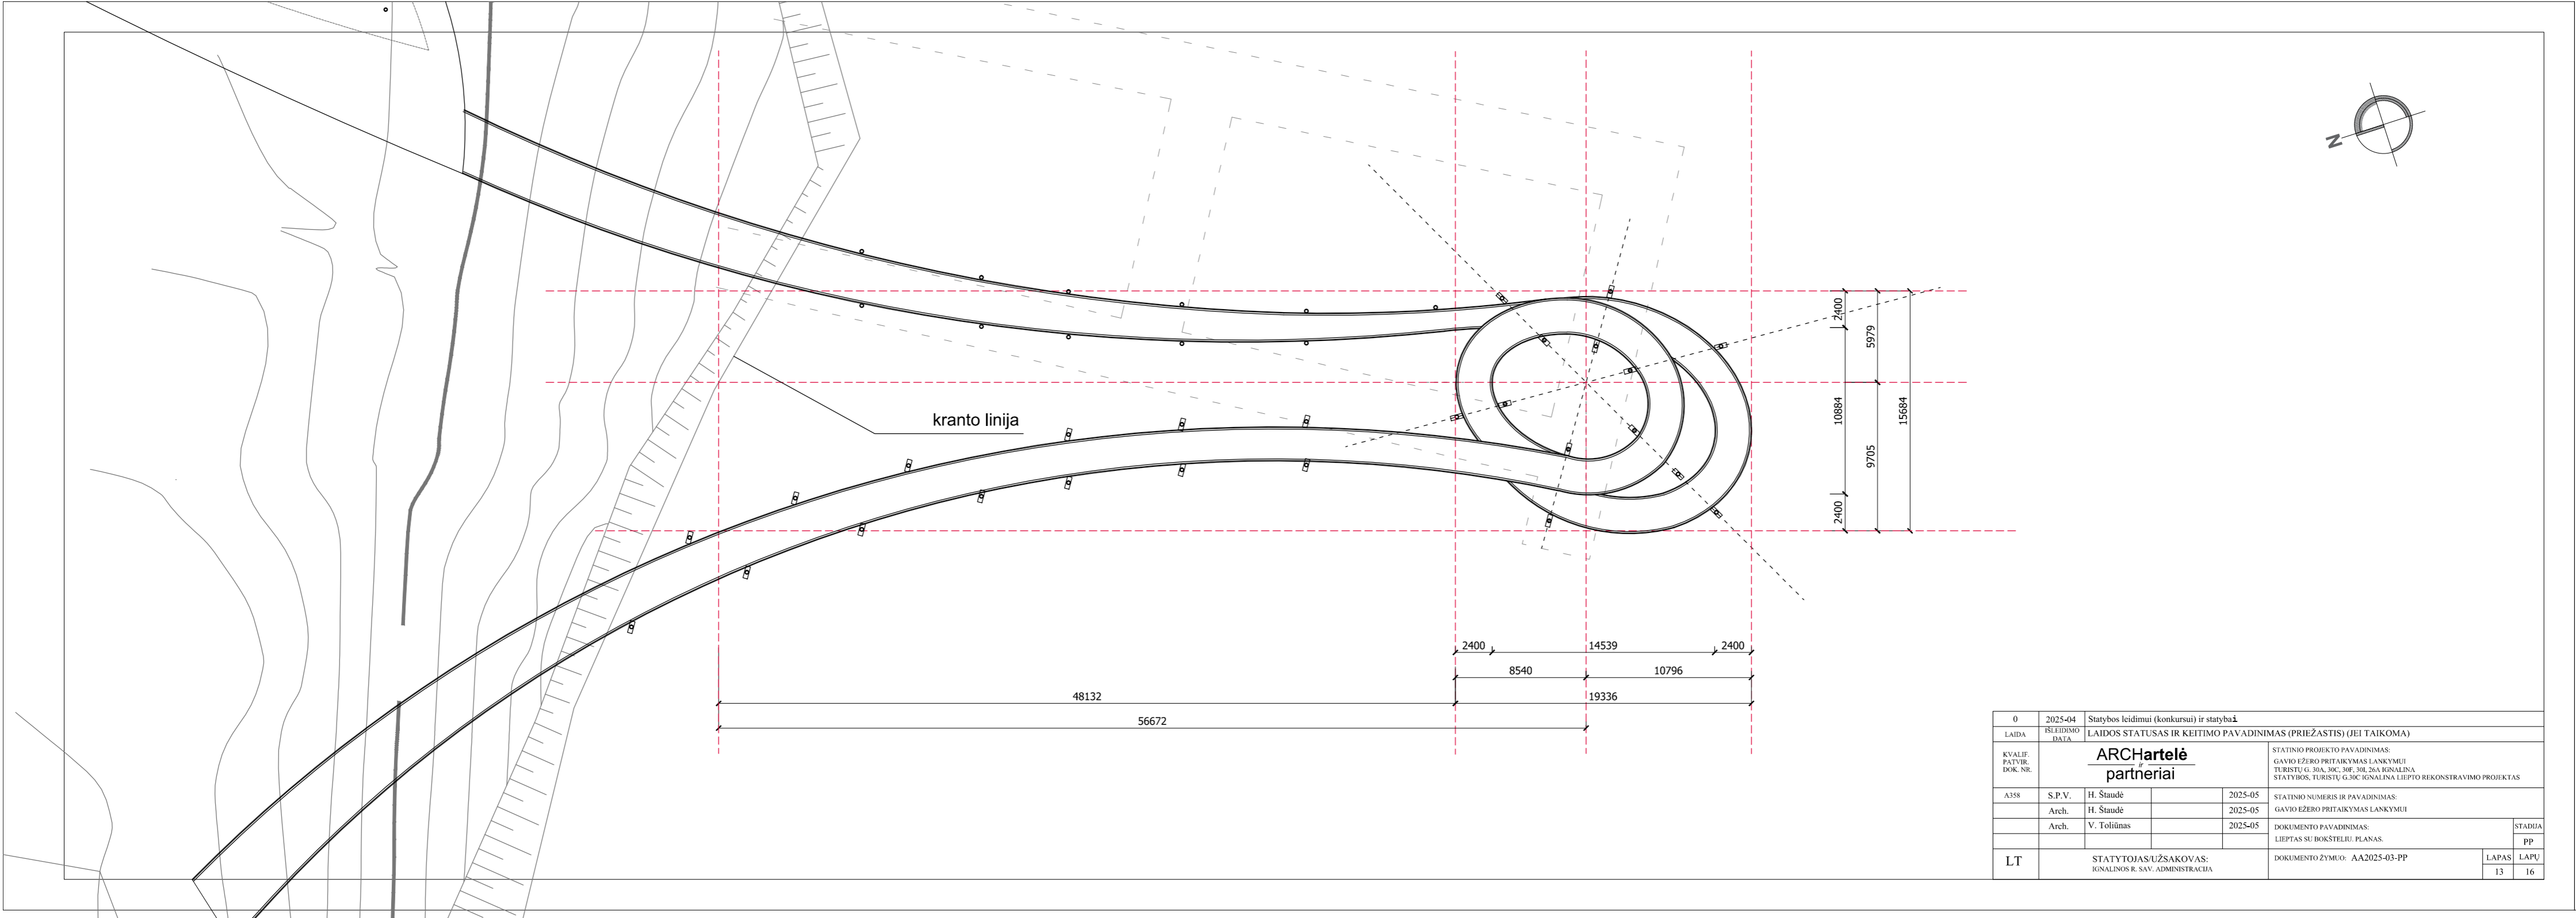 N
kranto linija
2400
5979
10884
15684
9705
2400
2400
14539
2400
8540
10796
48132
19336
56672
0 2025-04 Statybos leidimui (konkursui) ir statybai
LAIDA IŠLEIDIMO DATA LAIDOS STATUSAS IR KEITIMO PAVADINIMAS (PRIEŽASTIS) (JEI TAIKOMA)
KVALIF.
PATVIR.
DOK. NR.
ARCHartelė
ir
partneriai
STATINIO PROJEKTO PAVADINIMAS:
GAVIO EŽERO PRITAIKYMAS LANKYMUI
TURISTŲ G. 30A, 30C, 30F, 30I, 26A IGNALINA
STATYBOS, TURISTŲ G.30C IGNALINA LIEPTO REKONSTRAVIMO PROJEKTAS
A358 S.P.V. H. Štaudė 2025-05
Arch. H. Štaudė 2025-05
Arch. V. Toliūnas 2025-05
STATINIO NUMERIS IR PAVADINIMAS:
GAVIO EŽERO PRITAIKYMAS LANKYMUI
DOKUMENTO PAVADINIMAS:
LIEPTAS SU BOKŠTELIU. PLANAS.
STADIJA
PP
LT
STATYTOJAS/UŽSAKOVAS:
IGNALINOS R. SAV. ADMINISTRACIJA
DOKUMENTO ŽYMUO: AA2025-03-PP
LAPAS LAPŲ
13 16